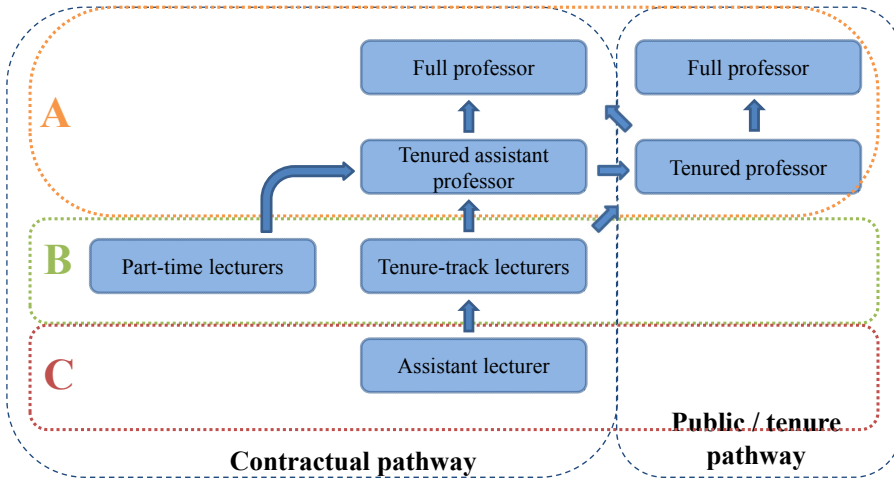 Full professor
Full professor
A
Tenured assistant
professor
Tenured professor
B
Part-time lecturers
Tenure-track lecturers
C
Assistant lecturer
Public / tenure
pathway
Contractual pathway